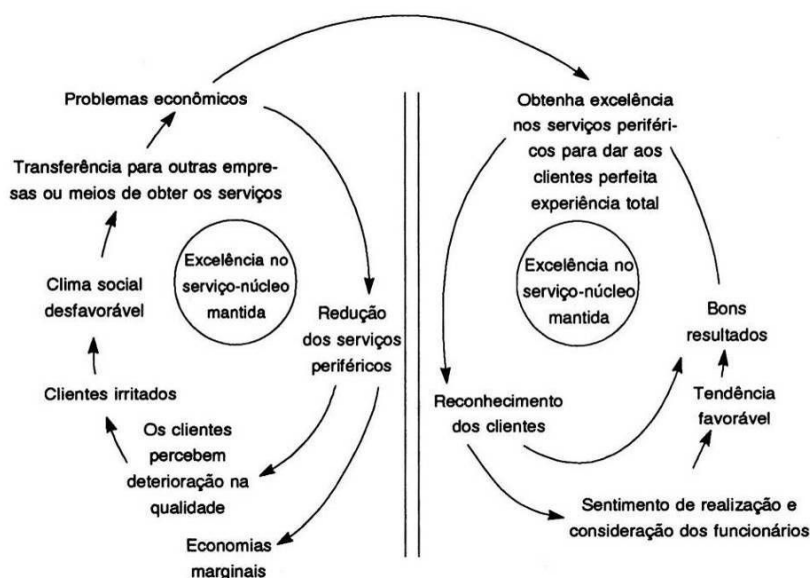 Problemas econômicos
Transferência para outras empre-
sas ou meios de obter os serviços
Excelência no
serviço-núcleo
mantida
Clima social
desfavorável
Redução
dos serviços
periféricos
Clientes irritados
Os clientes
percebem
deterioração na
qualidade
Economias
marginais
Obtenha excelência
nos serviços periféri-
cos para dar aos
clientes perfeita
experiência total
Excelência no
serviço-núcleo
mantida
Bons
resultados
Reconhecimento
dos clientes
Tendência
favorável
Sentimento de realização e
consideração dos funcionários